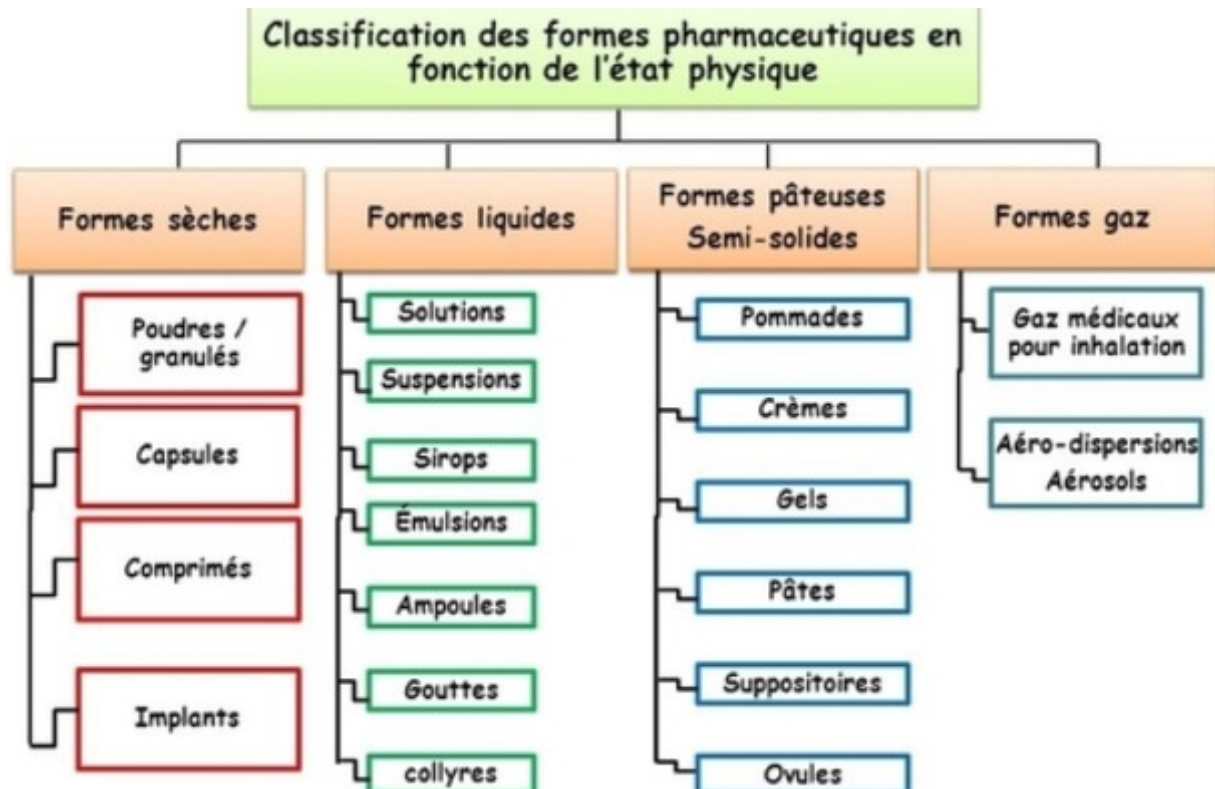 Classification des formes pharmaceutiques en
fonction de l'état physique
Formes sèches
Poudres /
granulés
Capsules
Comprimés
Implants
Formes liquides
Solutions
Suspensions
Sirops
Émulsions
Ampoules
Gouttes
collyres
Formes pâteuses
Semi-solides
Pommades
Crèmes
Gels
Pâtes
Suppositoires
Ovules
Formes gaz
Gaz médicaux
pour inhalation
Aéro-dispersions
Aérosols